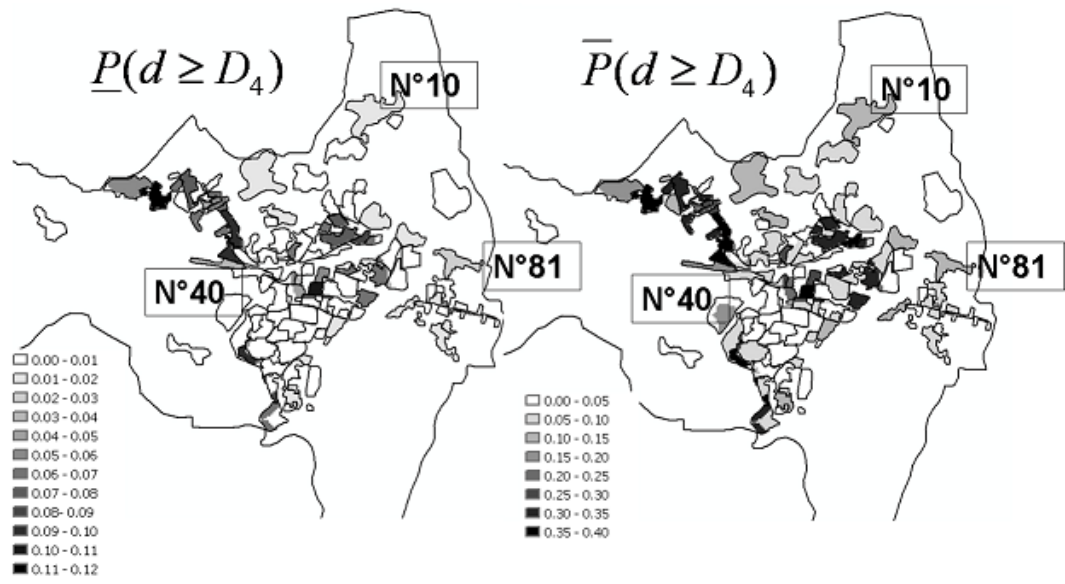 P(d ≥ D₄)
N°10
N°81
N°40
0.00 - 0.01
0.01 - 0.02
0.02 - 0.03
0.03 - 0.04
0.04 - 0.05
0.05 - 0.06
0.06 - 0.07
0.07 - 0.08
0.08- 0.09
0.09 - 0.10
0.10 - 0.11
0.11 - 0.12
P̅(d ≥ D₄)
N°10
N°81
N°40
0.00 - 0.05
0.05 - 0.10
0.10 - 0.15
0.15 - 0.20
0.20 - 0.25
0.25 - 0.30
0.30 - 0.35
0.35 - 0.40